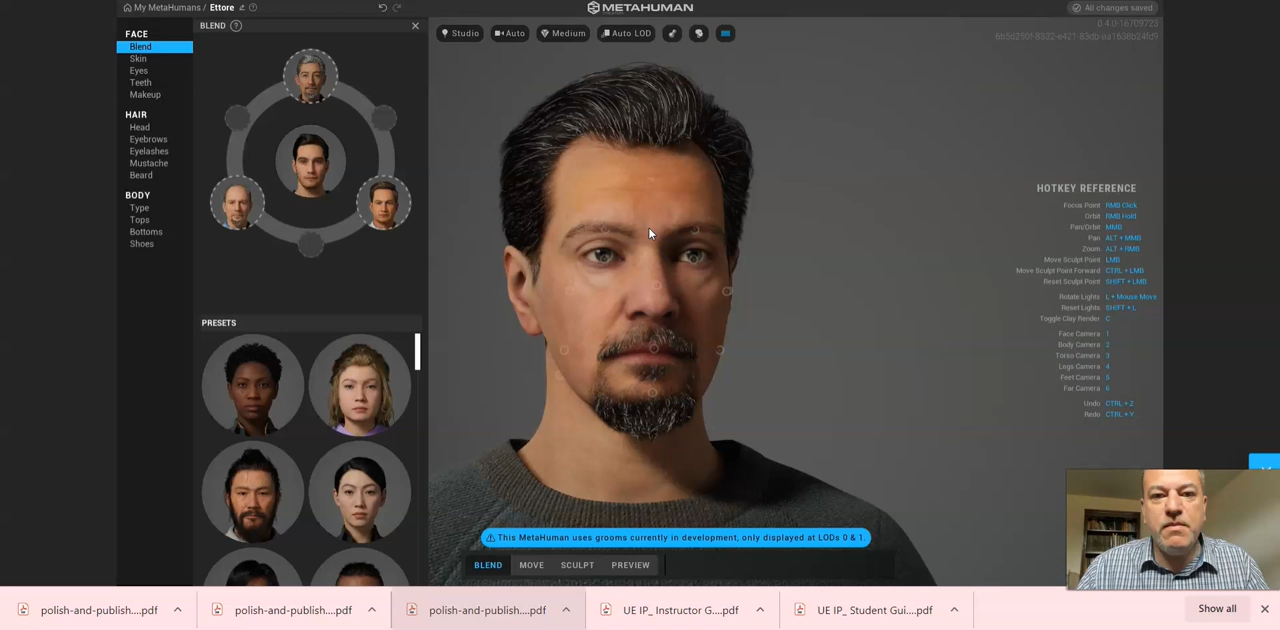 My MetaHumans / Ettore
METAHUMAN
All changes saved
0.4.0-16709723
FACE
BLEND
Blend
Skin
Eyes
Teeth
Makeup
HAIR
Head
Eyebrows
Eyelashes
Mustache
Beard
BODY
Type
Tops
Bottoms
Shoes
PRESETS
Studio
Auto
Medium
Auto LOD
HOTKEY REFERENCE
Focus Point RMB Click
Orbit RMB Hold
Pan/Orbit MMB
Pan ALT + MMB
Zoom ALT + RMB
Move Sculpt Point LMB
Move Sculpt Point Forward CTRL + LMB
Reset Sculpt Point SHIFT + LMB
Rotate Lights L + Mouse Move
Reset Lights SHIFT + L
Toggle Clay Render C
Face Camera 1
Body Camera 2
Torso Camera 3
Legs Camera 4
Feet Camera 5
Far Camera 6
Undo CTRL + Z
Redo CTRL + Y
This MetaHuman uses grooms currently in development, only displayed at LODs 0 & 1.
BLEND MOVE SCULPT PREVIEW
polish-and-publish....pdf
polish-and-publish....pdf
polish-and-publish....pdf
UE IP_ Instructor G....pdf
UE IP_ Student Gui....pdf
Show all